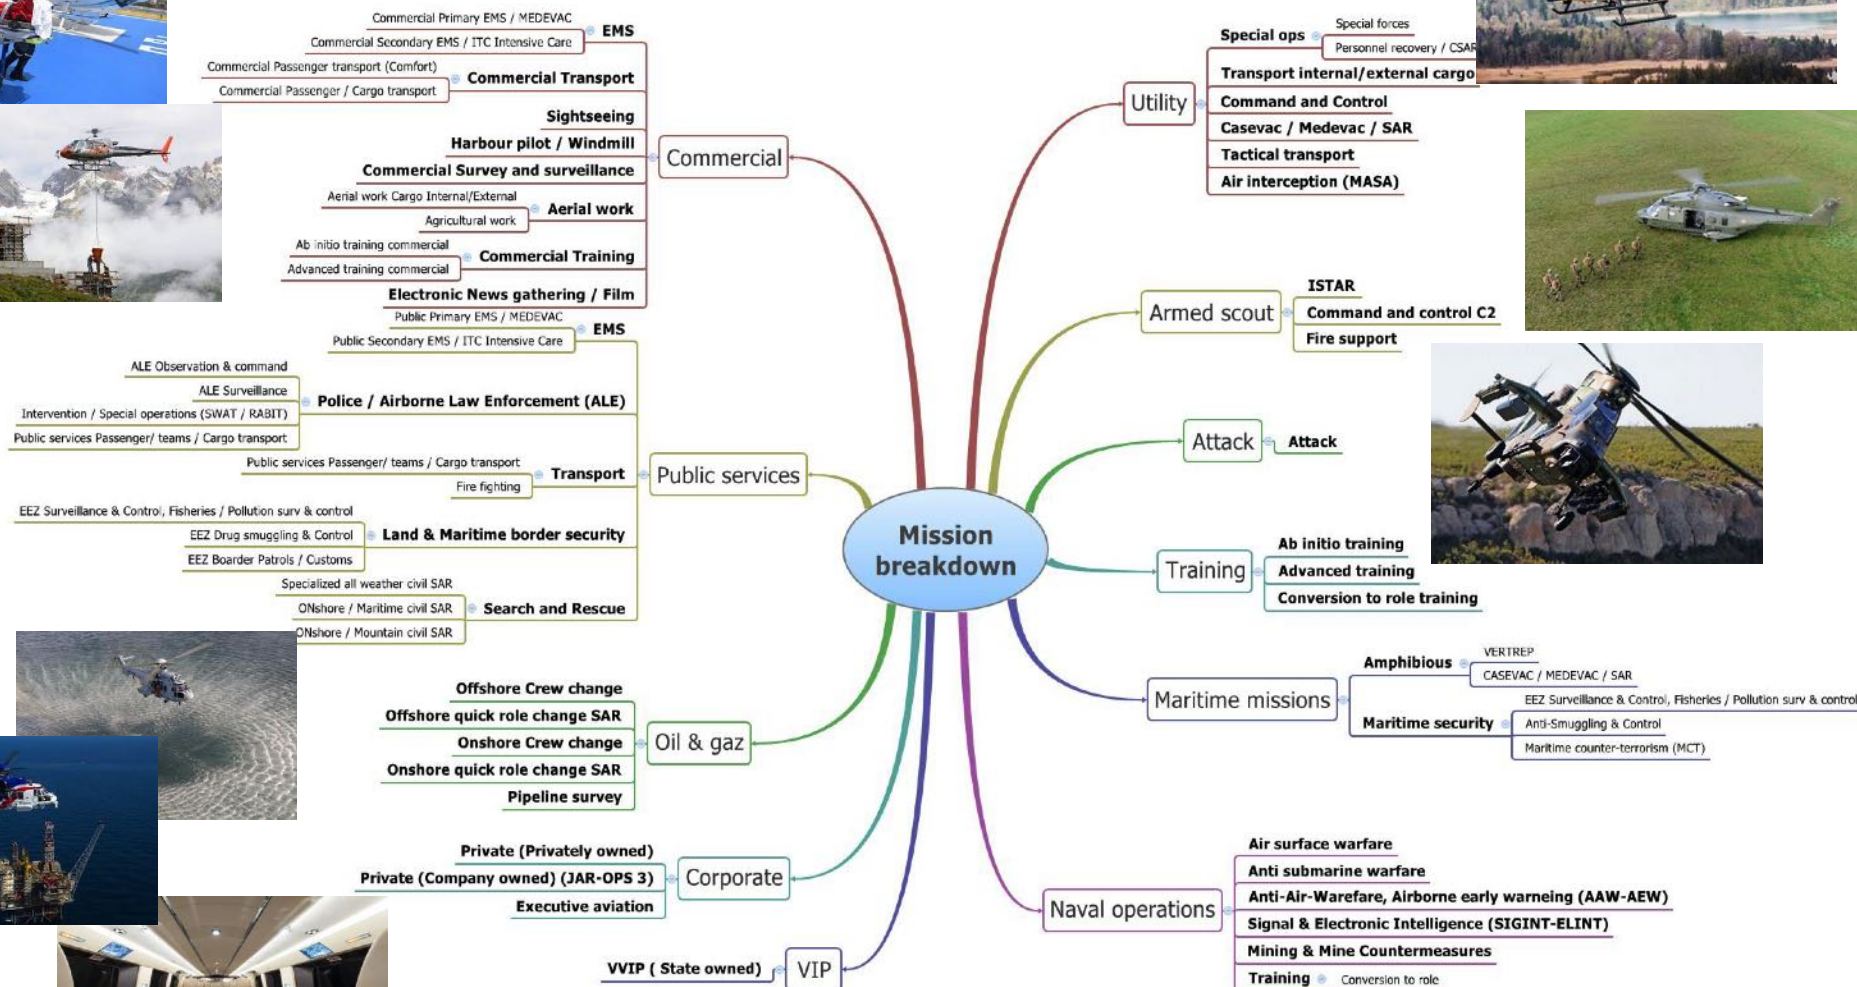 Mission
breakdown
Commercial
EMS
Commercial Primary EMS / MEDEVAC
Commercial Secondary EMS / ITC Intensive Care
Commercial Transport
Commercial Passenger transport (Comfort)
Commercial Passenger / Cargo transport
Sightseeing
Harbour pilot / Windmill
Commercial Survey and surveillance
Aerial work
Aerial work Cargo Internal/External
Agricultural work
Commercial Training
Ab initio training commercial
Advanced training commercial
Electronic News gathering / Film
Public services
EMS
Public Primary EMS / MEDEVAC
Public Secondary EMS / ITC Intensive Care
Police / Airborne Law Enforcement (ALE)
ALE Observation & command
ALE Surveillance
Intervention / Special operations (SWAT / RABIT)
Public services Passenger/ teams / Cargo transport
Transport
Public services Passenger/ teams / Cargo transport
Fire fighting
Land & Maritime border security
EEZ Surveillance & Control, Fisheries / Pollution surv & control
EEZ Drug smuggling & Control
EEZ Boarder Patrols / Customs
Search and Rescue
Specialized all weather civil SAR
ONshore / Maritime civil SAR
ONshore / Mountain civil SAR
Oil & gaz
Offshore Crew change
Offshore quick role change SAR
Onshore Crew change
Onshore quick role change SAR
Pipeline survey
Corporate
Private (Privately owned)
Private (Company owned) (JAR-OPS 3)
Executive aviation
VIP
VVIP ( State owned)
Utility
Special ops
Special forces
Personnel recovery / CSAR
Transport internal/external cargo
Command and Control
Casevac / Medevac / SAR
Tactical transport
Air interception (MASA)
Armed scout
ISTAR
Command and control C2
Fire support
Attack
Attack
Training
Ab initio training
Advanced training
Conversion to role training
Maritime missions
Amphibious
VERTREP
CASEVAC / MEDEVAC / SAR
Maritime security
EEZ Surveillance & Control, Fisheries / Pollution surv & control
Anti-Smuggling & Control
Maritime counter-terrorism (MCT)
Naval operations
Air surface warfare
Anti submarine warfare
Anti-Air-Warefare, Airborne early warneing (AAW-AEW)
Signal & Electronic Intelligence (SIGINT-ELINT)
Mining & Mine Countermeasures
Training
Conversion to role